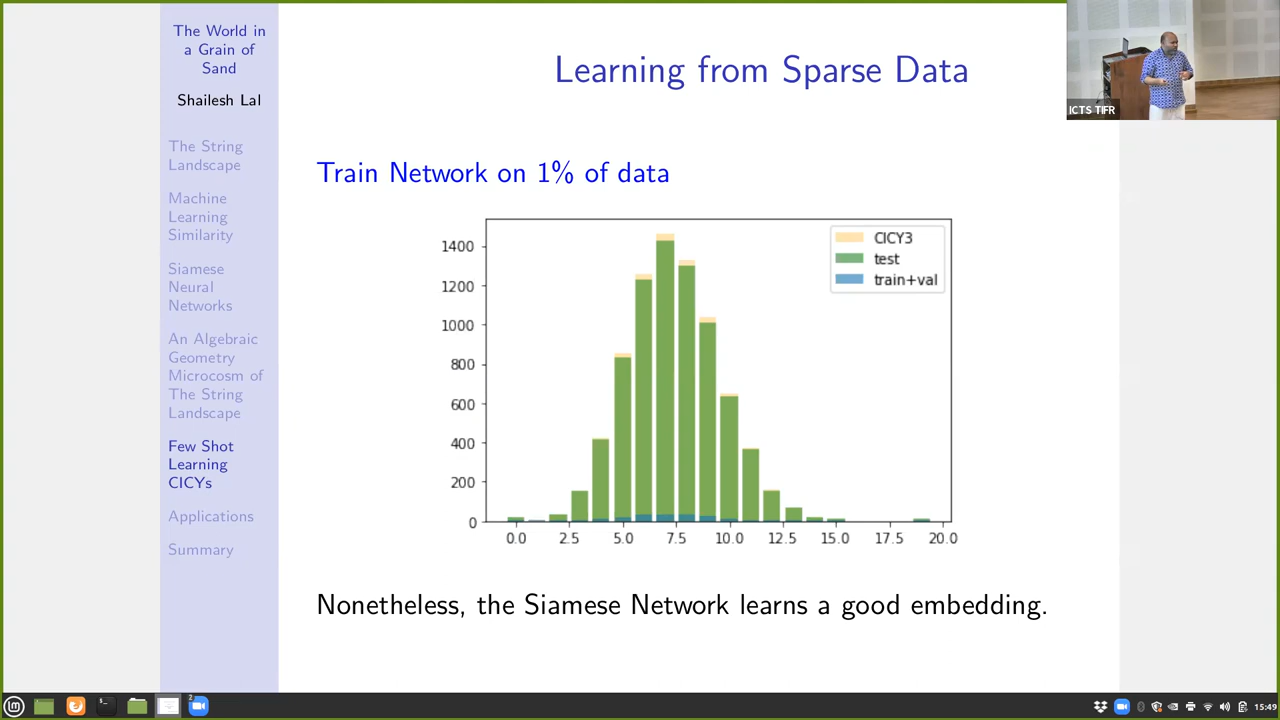 The World in
a Grain of
Sand
Shailesh Lal
The String
Landscape
Machine
Learning
Similarity
Siamese
Neural
Networks
An Algebraic
Geometry
Microcosm of
The String
Landscape
Few Shot
Learning
CICYs
Applications
Summary
Learning from Sparse Data
ICTS TIFR
Train Network on 1% of data
1400
1200
1000
800
600
400
200
0
0.0 2.5 5.0 7.5 10.0 12.5 15.0 17.5 20.0
CICY3
test
train+val
Nonetheless, the Siamese Network learns a good embedding.
2
15:49